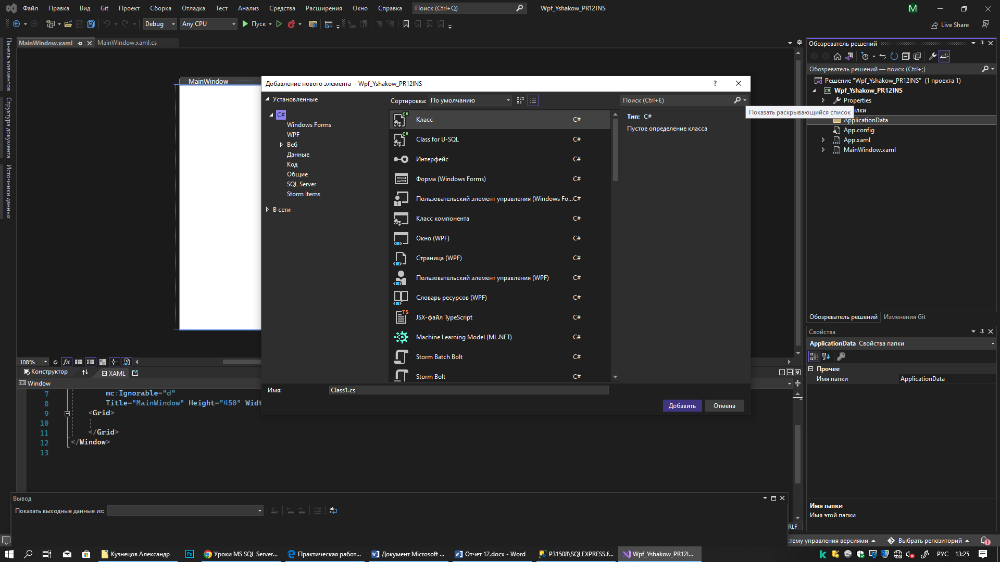 Файл Правка Вид Git Проект Сборка Отладка Тест Анализ Средства Расширения Окно Справка Поиск (Ctrl+Q) Wpf_Yshakow_PR12INS M
Debug Any CPU Пуск Live Share
MainWindow.xaml MainWindow.xaml.cs
Панель элементов
Структура документа
Источники данных
MainWindow
Добавление нового элемента - Wpf_Yshakow_PR12INS ?
Установленные
C#
Windows Forms
WPF
Веб
Данные
Код
Общие
SQL Server
Storm Items
В сети
Сортировка: По умолчанию
Класс C#
Class for U-SQL C#
Интерфейс C#
Форма (Windows Forms) C#
Пользовательский элемент управления (Windows Fo... C#
Класс компонента C#
Окно (WPF) C#
Страница (WPF) C#
Пользовательский элемент управления (WPF) C#
Словарь ресурсов (WPF) C#
JSX-файл TypeScript C#
Machine Learning Model (ML.NET) C#
Storm Batch Bolt C#
Storm Bolt C#
Поиск (Ctrl+E)
Тип: C#
Пустое определение класса
Имя: Class1.cs
Добавить Отмена
Показать раскрывающийся список
Обозреватель решений
Обозреватель решений — поиск (Ctrl+;)
Решение "Wpf_Yshakow_PR12INS" (1 проекта 1)
Wpf_Yshakow_PR12INS
Properties
лки
ApplicationData
App.config
App.xaml
MainWindow.xaml
Обозреватель решений Изменения Git
Свойства
ApplicationData Свойства папки
Прочее
Имя папки ApplicationData
Имя папки
Имя этой папки
108%
Конструктор XAML
Window
7 mc:Ignorable="d"
8 Title="MainWindow" Height="450" Widt
9 <Grid>
10
11 </Grid>
12 </Window>
13
RLF
Вывод
Показать выходные данные из:
стему управления версиями Выбрать репозиторий 1
Кузнецов Александр Ps Уроки MS SQL Server... Практическая работ... Документ Microsoft ... Отчет 12.docx - Word P31508\SQLEXPRESS.f... Wpf_Yshakow_PR12I... РУС 13:25